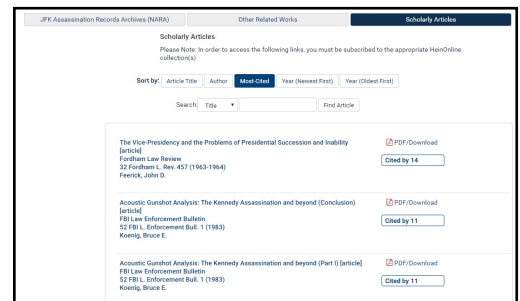 JFK Assassination Records Archives (NARA)
Other Related Works
Scholarly Articles
Scholarly Articles
Please Note: In order to access the following links, you must be subscribed to the appropriate HeinOnline
collection(s)
Sort by: Article Title Author Most-Cited Year (Newest First) Year (Oldest First)
Search: Title Find Article
The Vice-Presidency and the Problems of Presidential Succession and Inability
[article]
Fordham Law Review
32 Fordham L. Rev. 457 (1963-1964)
Feerick, John D.
PDF/Download
Cited by 14
Acoustic Gunshot Analysis: The Kennedy Assassination and beyond (Conclusion)
[article]
FBI Law Enforcement Bulletin
52 FBI L. Enforcement Bull. 1 (1983)
Koenig, Bruce E.
PDF/Download
Cited by 11
Acoustic Gunshot Analysis: The Kennedy Assassination and beyond (Part I) [article]
FBI Law Enforcement Bulletin
52 FBI L. Enforcement Bull. 1 (1983)
Koenig, Bruce E.
PDF/Download
Cited by 11